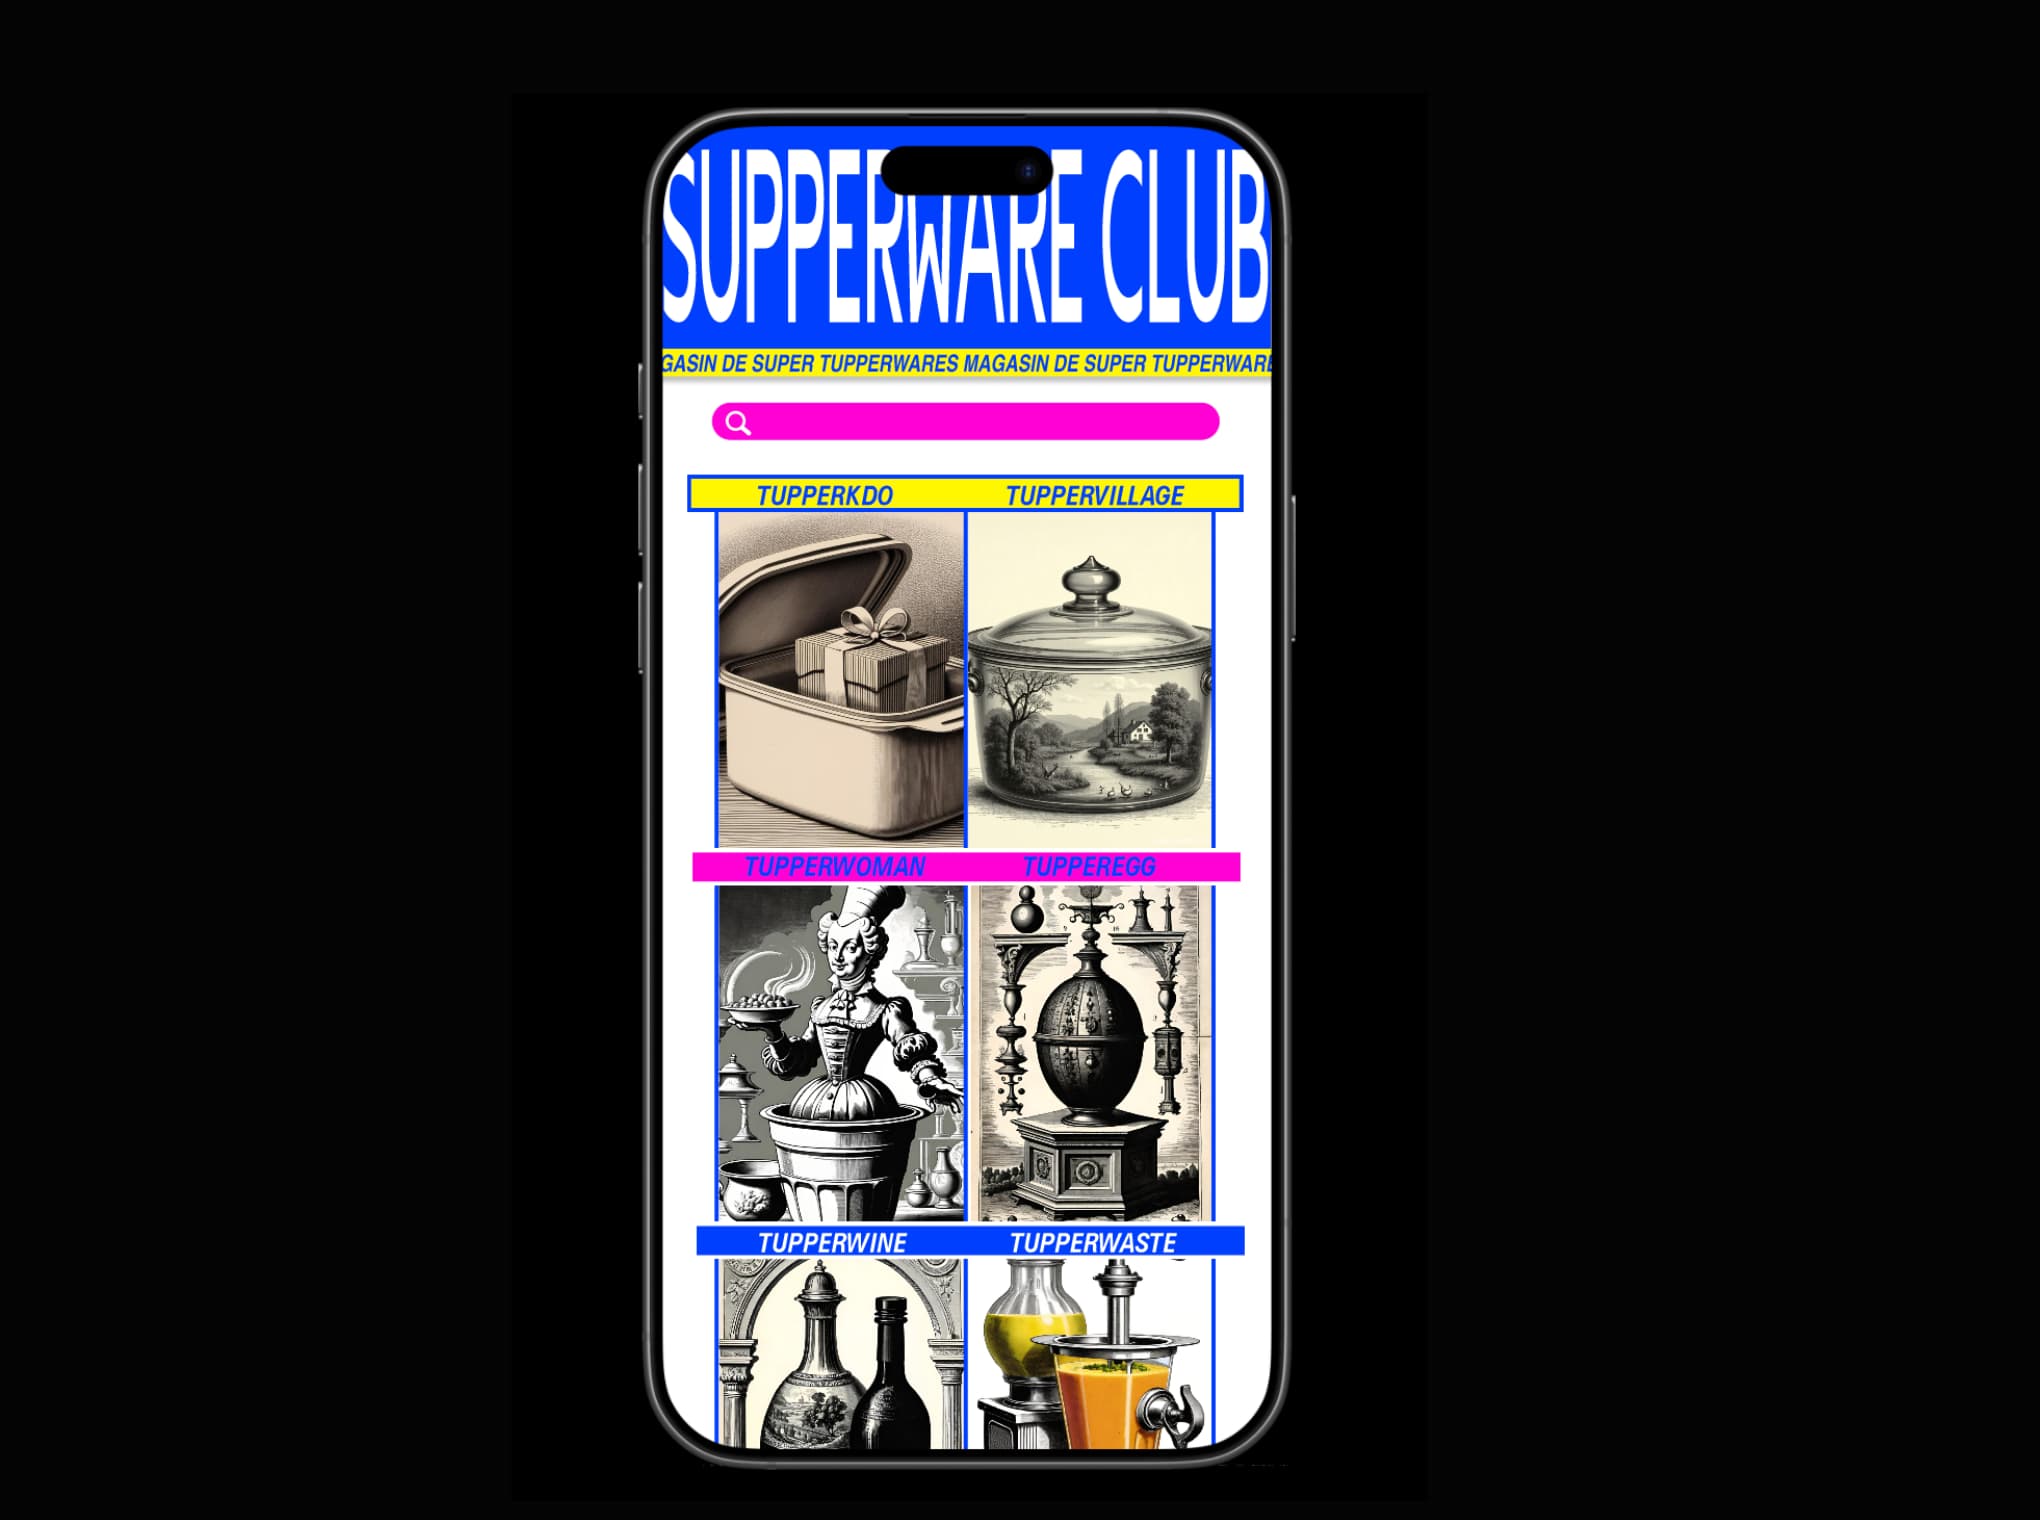 SUPPERWARE CLUB
GASIN DE SUPER TUPPERWARES MAGASIN DE SUPER TUPPERWARE
TUPPERKDO TUPPERVILLAGE
TUPPERWOMAN TUPPEREGG
TUPPERWINE TUPPERWASTE